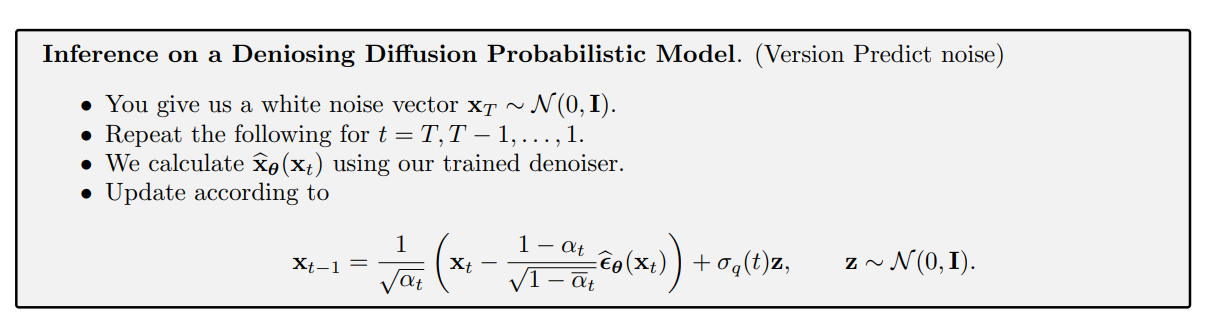 Inference on a Deniosing Diffusion Probabilistic Model. (Version Predict noise)
• You give us a white noise vector $\mathbf{x}_T \sim \mathcal{N}(0, \mathbf{I})$.
• Repeat the following for $t = T, T-1, \ldots, 1$.
• We calculate $\widehat{\mathbf{x}}_{\boldsymbol{\theta}}(\mathbf{x}_t)$ using our trained denoiser.
• Update according to
$\mathbf{x}_{t-1} = \frac{1}{\sqrt{\alpha_t}} \left( \mathbf{x}_t - \frac{1-\alpha_t}{\sqrt{1-\overline{\alpha}_t}} \widehat{\boldsymbol{\epsilon}}_{\boldsymbol{\theta}}(\mathbf{x}_t) \right) + \sigma_q(t)\mathbf{z}, \qquad \mathbf{z} \sim \mathcal{N}(0, \mathbf{I}).$